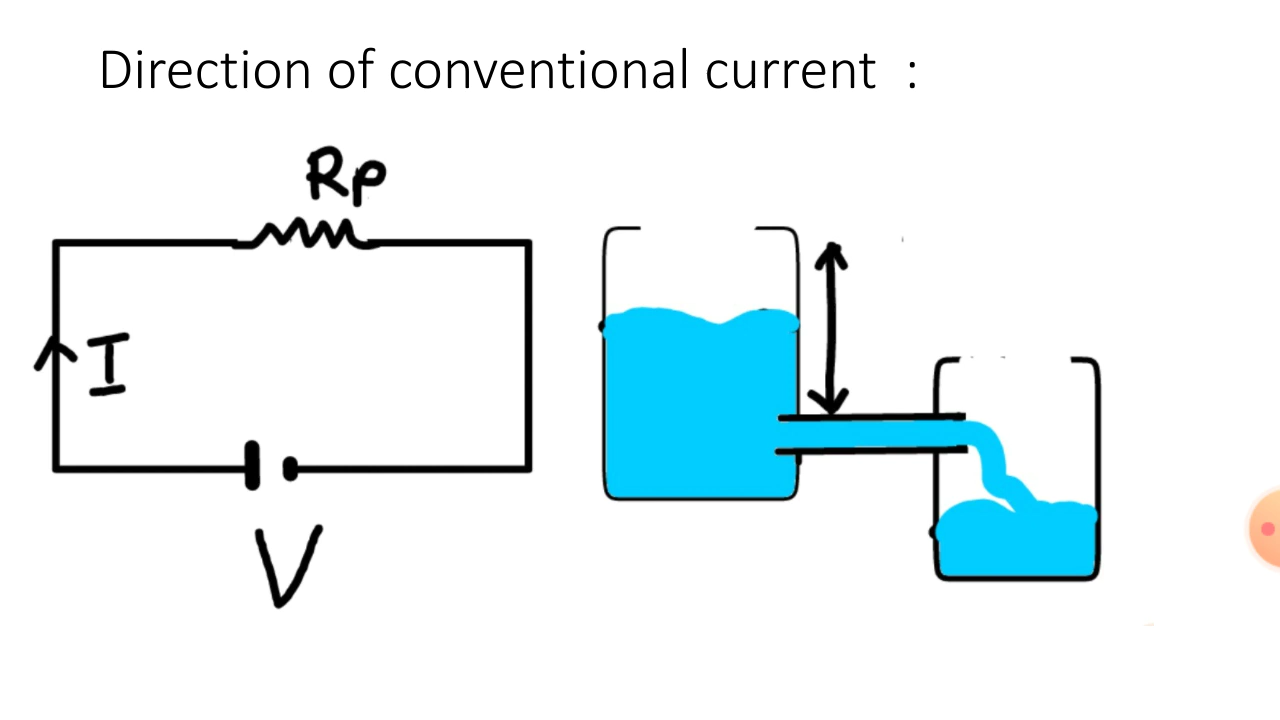 Direction of conventional current :
Rp
I
V